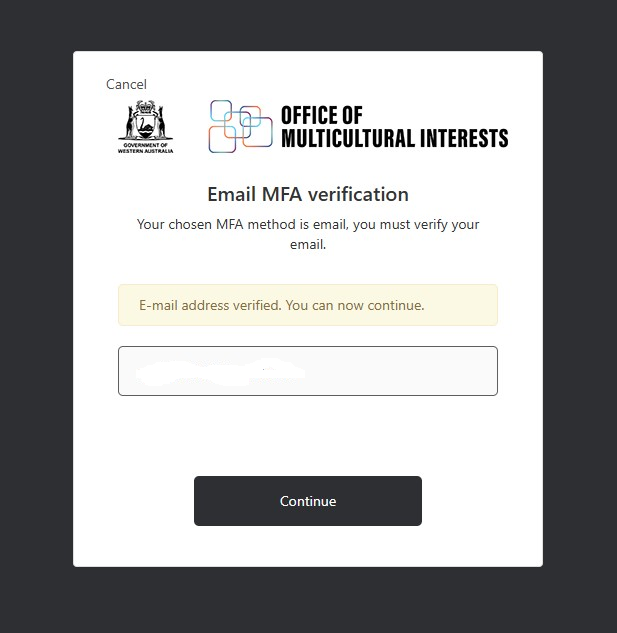 Cancel
GOVERNMENT OF
WESTERN AUSTRALIA
OFFICE OF
MULTICULTURAL INTERESTS
Email MFA verification
Your chosen MFA method is email, you must verify your
email.
E-mail address verified. You can now continue.
Continue